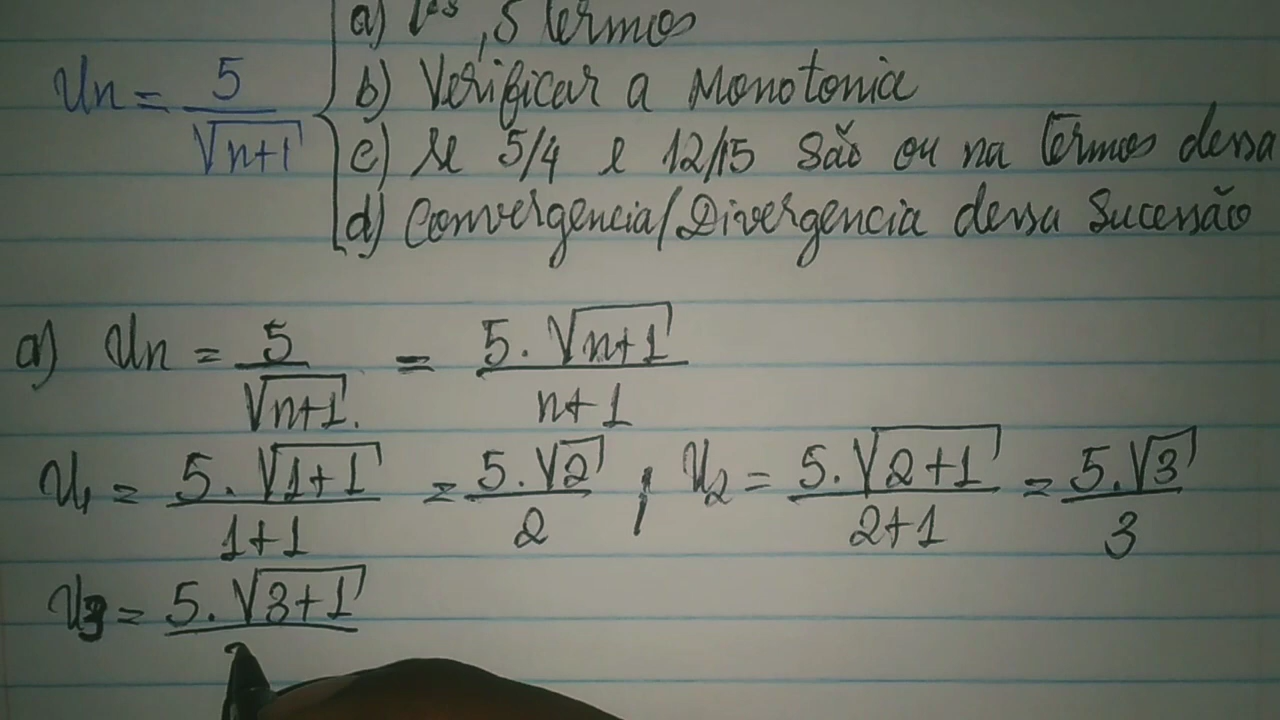 a) 1os , 5 termos
Un = 5/√(n+1)
b) Verificar a Monotonia
c) Se 5/4 e 12/15 São ou na Termos dessa
d) Convergencia/Divergencia dessa Sucessão
a) Un = 5/√(n+1) = 5.√(n+1)/(n+1)
U1 = 5.√(1+1)/(1+1) = 5.√2/2 ; U2 = 5.√(2+1)/(2+1) = 5.√3/3
U3 = 5.√(3+1)